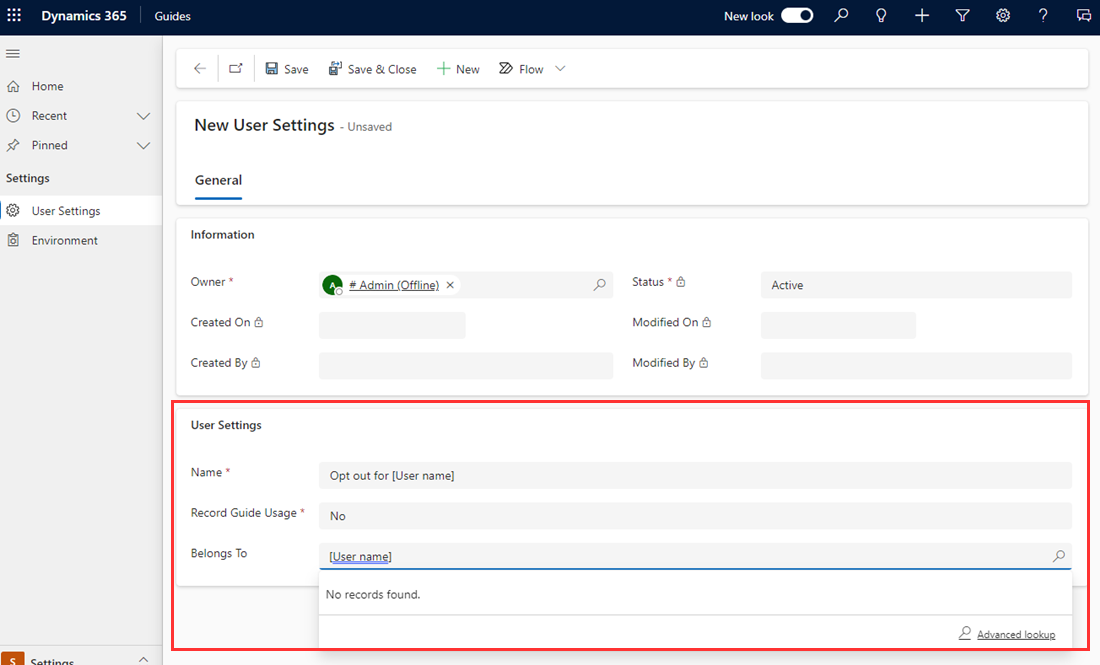 Dynamics 365 Guides New look
Home
Recent
Pinned
Settings
User Settings
Environment
Save Save & Close New Flow
New User Settings - Unsaved
General
Information
Owner * A # Admin (Offline) Status * Active
Created On Modified On
Created By Modified By
User Settings
Name * Opt out for [User name]
Record Guide Usage * No
Belongs To [User name]
No records found.
Advanced lookup
S Settings